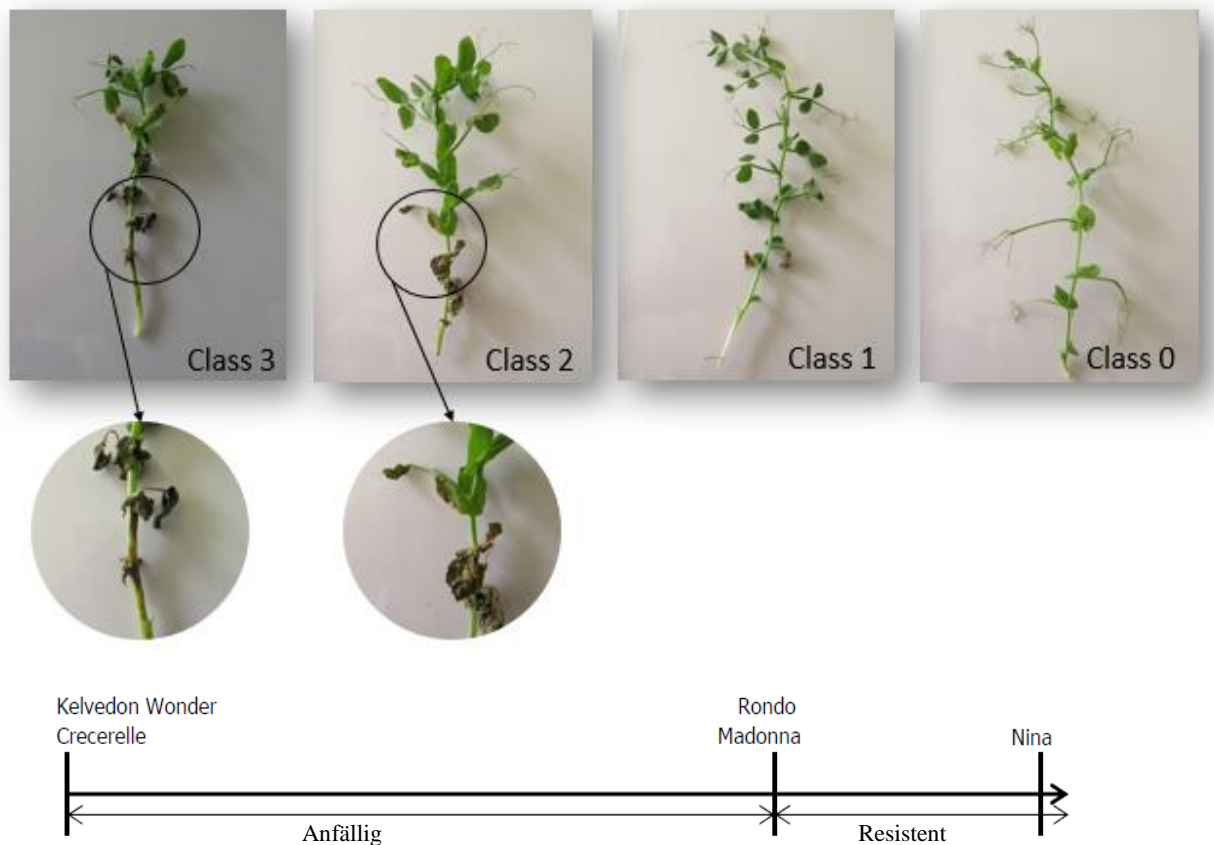 Class 3
Class 2
Class 1
Class 0
Kelvedon Wonder
Crecerelle
Rondo
Madonna
Nina
Anfällig
Resistent